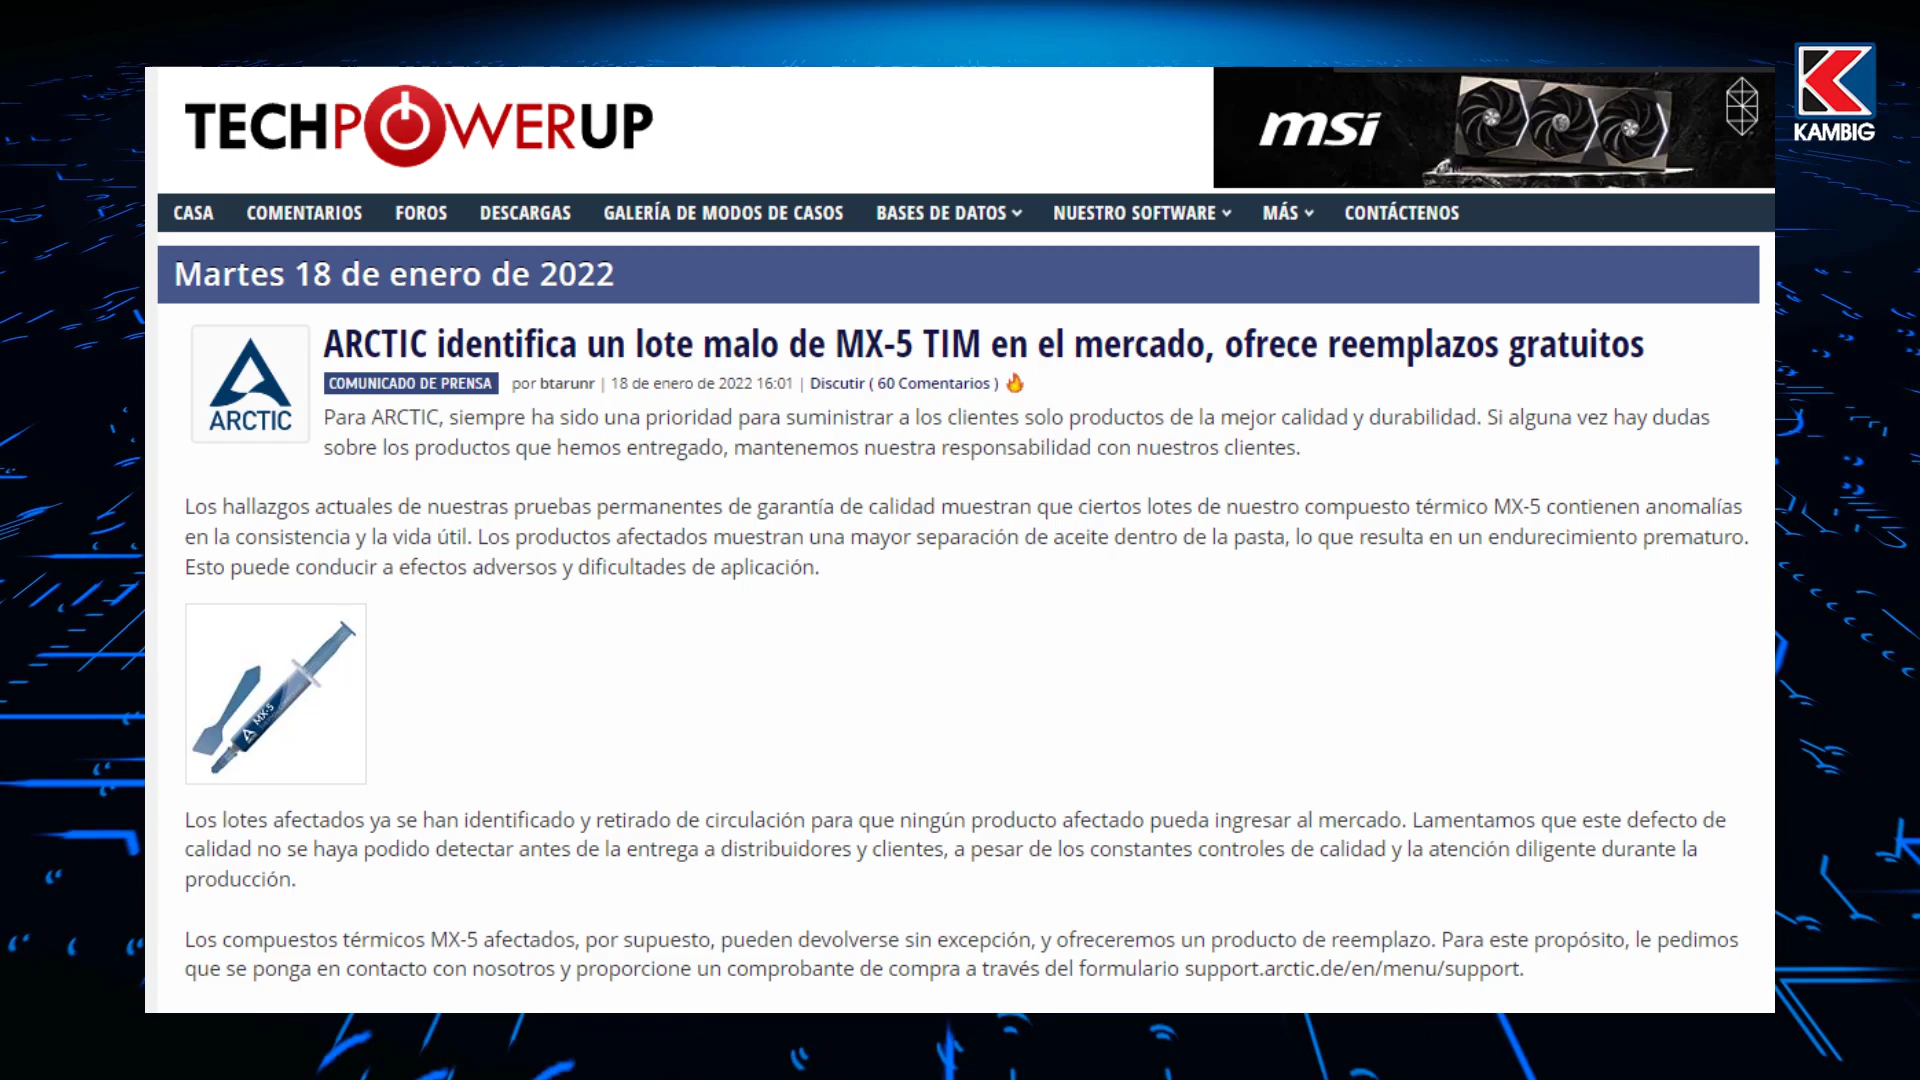 TECHPOWERUP
msi
KAMBIG
CASA COMENTARIOS FOROS DESCARGAS GALERÍA DE MODOS DE CASOS BASES DE DATOS NUESTRO SOFTWARE MÁS CONTÁCTENOS
Martes 18 de enero de 2022
ARCTIC
ARCTIC identifica un lote malo de MX-5 TIM en el mercado, ofrece reemplazos gratuitos
COMUNICADO DE PRENSA por btarunr | 18 de enero de 2022 16:01 | Discutir ( 60 Comentarios )
Para ARCTIC, siempre ha sido una prioridad para suministrar a los clientes solo productos de la mejor calidad y durabilidad. Si alguna vez hay dudas
sobre los productos que hemos entregado, mantenemos nuestra responsabilidad con nuestros clientes.
Los hallazgos actuales de nuestras pruebas permanentes de garantía de calidad muestran que ciertos lotes de nuestro compuesto térmico MX-5 contienen anomalías
en la consistencia y la vida útil. Los productos afectados muestran una mayor separación de aceite dentro de la pasta, lo que resulta en un endurecimiento prematuro.
Esto puede conducir a efectos adversos y dificultades de aplicación.
MX-5
Los lotes afectados ya se han identificado y retirado de circulación para que ningún producto afectado pueda ingresar al mercado. Lamentamos que este defecto de
calidad no se haya podido detectar antes de la entrega a distribuidores y clientes, a pesar de los constantes controles de calidad y la atención diligente durante la
producción.
Los compuestos térmicos MX-5 afectados, por supuesto, pueden devolverse sin excepción, y ofreceremos un producto de reemplazo. Para este propósito, le pedimos
que se ponga en contacto con nosotros y proporcione un comprobante de compra a través del formulario support.arctic.de/en/menu/support.